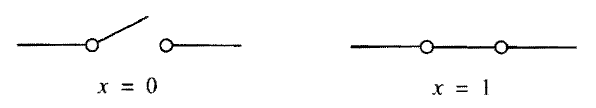 x = 0
x = 1